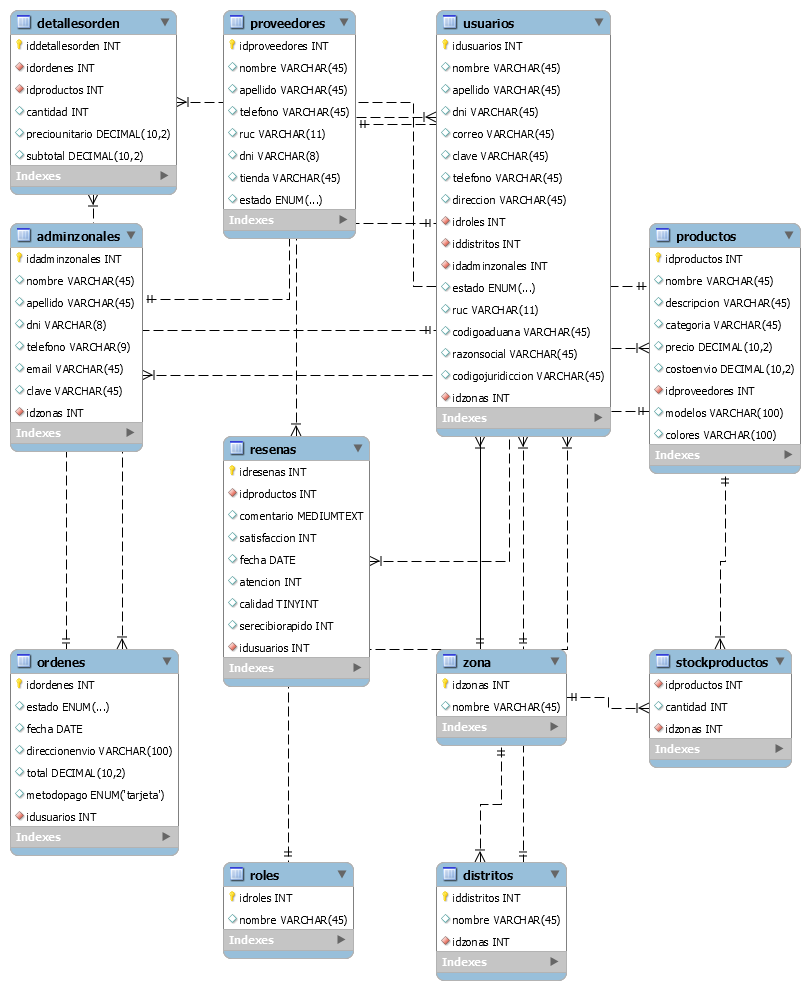 detallesorden
iddetallesorden INT
idordenes INT
idproductos INT
cantidad INT
preciounitario DECIMAL(10,2)
subtotal DECIMAL(10,2)
Indexes
proveedores
idproveedores INT
nombre VARCHAR(45)
apellido VARCHAR(45)
telefono VARCHAR(45)
ruc VARCHAR(11)
dni VARCHAR(8)
tienda VARCHAR(45)
estado ENUM(...)
Indexes
usuarios
idusuarios INT
nombre VARCHAR(45)
apellido VARCHAR(45)
dni VARCHAR(45)
correo VARCHAR(45)
clave VARCHAR(45)
telefono VARCHAR(45)
direccion VARCHAR(45)
idroles INT
iddistritos INT
idadminzonales INT
estado ENUM(...)
ruc VARCHAR(11)
codigoaduana VARCHAR(45)
razonsocial VARCHAR(45)
codigojuridiccion VARCHAR(45)
idzonas INT
Indexes
adminzonales
idadminzonales INT
nombre VARCHAR(45)
apellido VARCHAR(45)
dni VARCHAR(8)
telefono VARCHAR(9)
email VARCHAR(45)
clave VARCHAR(45)
idzonas INT
Indexes
productos
idproductos INT
nombre VARCHAR(45)
descripcion VARCHAR(45)
categoria VARCHAR(45)
precio DECIMAL(10,2)
costoenvio DECIMAL(10,2)
idproveedores INT
modelos VARCHAR(100)
colores VARCHAR(100)
Indexes
resenas
idresenas INT
idproductos INT
comentario MEDIUMTEXT
satisfaccion INT
fecha DATE
atencion INT
calidad TINYINT
serecibiorapido INT
idusuarios INT
Indexes
ordenes
idordenes INT
estado ENUM(...)
fecha DATE
direccionenvio VARCHAR(100)
total DECIMAL(10,2)
metodopago ENUM('tarjeta')
idusuarios INT
Indexes
zona
idzonas INT
nombre VARCHAR(45)
Indexes
stockproductos
idproductos INT
cantidad INT
idzonas INT
Indexes
roles
idroles INT
nombre VARCHAR(45)
Indexes
distritos
iddistritos INT
nombre VARCHAR(45)
idzonas INT
Indexes